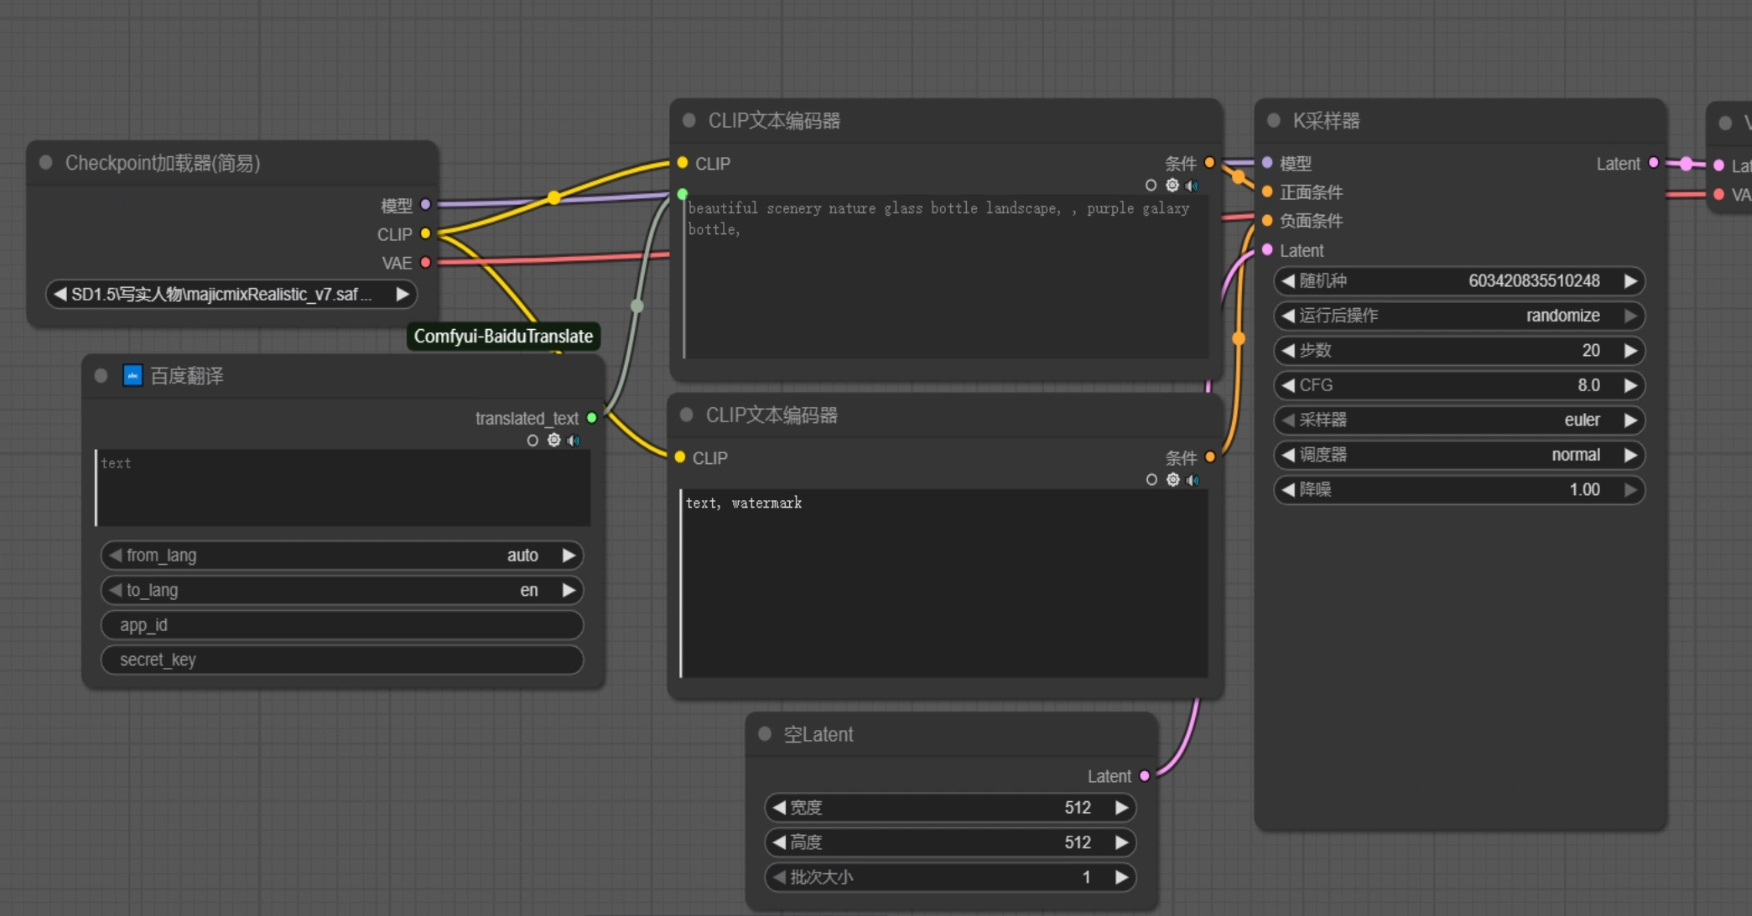 Checkpoint加载器(简易)
模型
CLIP
VAE
SD1.5\写实人物\majicmixRealistic_v7.saf...
Comfyui-BaiduTranslate
百度翻译
translated_text
text
from_lang auto
to_lang en
app_id
secret_key
CLIP文本编码器
CLIP 条件
beautiful scenery nature glass bottle landscape, , purple galaxy
bottle,
CLIP文本编码器
CLIP 条件
text, watermark
空Latent
Latent
宽度 512
高度 512
批次大小 1
K采样器
模型 Latent
正面条件
负面条件
Latent
随机种 603420835510248
运行后操作 randomize
步数 20
CFG 8.0
采样器 euler
调度器 normal
降噪 1.00